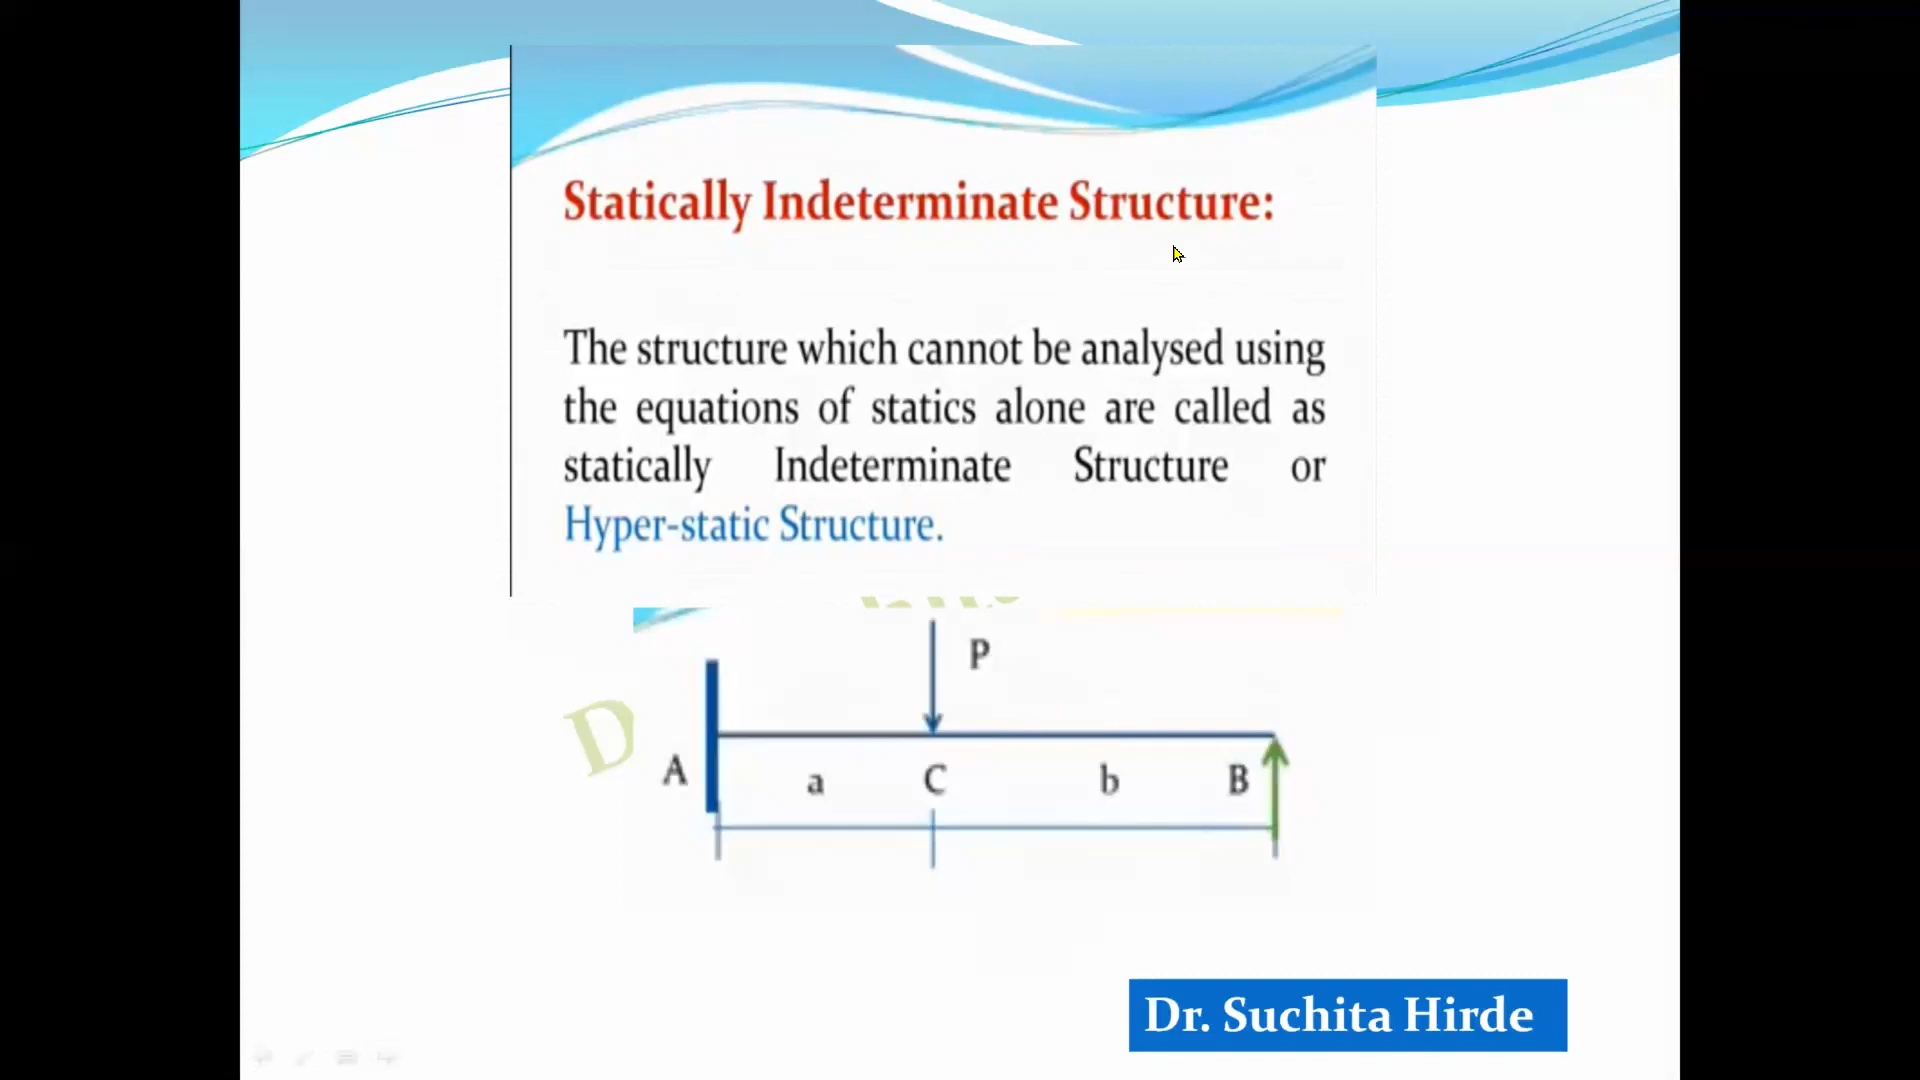 Statically Indeterminate Structure:
The structure which cannot be analysed using
the equations of statics alone are called as
statically Indeterminate Structure or
Hyper-static Structure.
P
A a C b B
D
Dr. Suchita Hirde